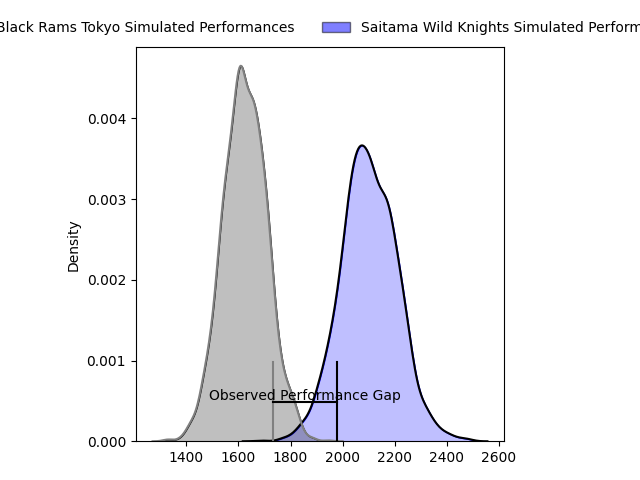 Black Rams Tokyo Simulated Performances
Saitama Wild Knights Simulated Perform
Density
0.004
0.003
0.002
0.001
0.000
Observed Performance Gap
1400 1600 1800 2000 2200 2400 2600